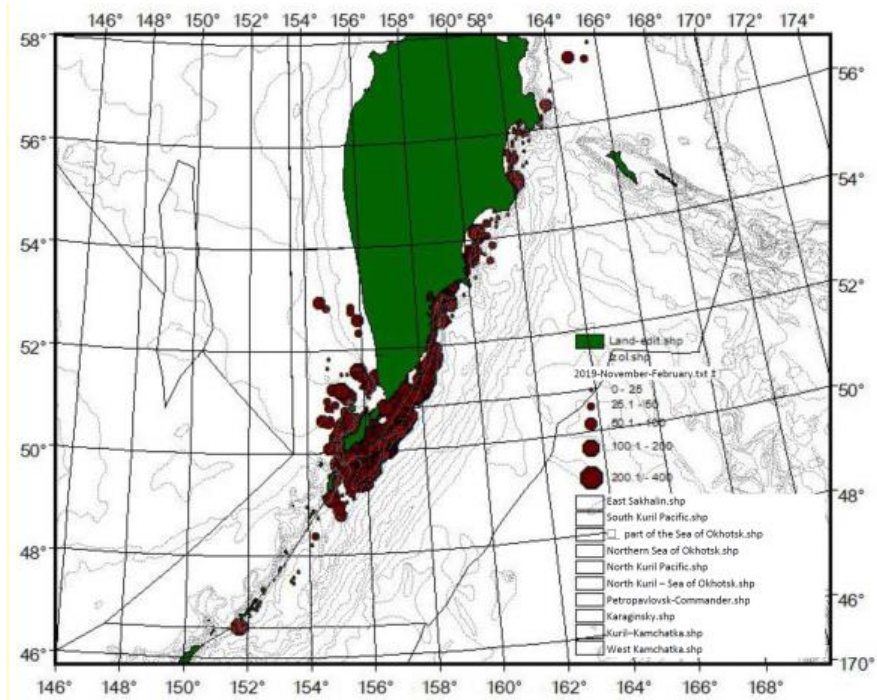 146° 148° 150° 152° 154° 156° 158° 160° 58° 164° 166° 170° 172° 174°
58°
56°
56°
54°
54°
52°
52°
50°
50°
48°
48°
46°
46°
170°
Land-edit.shp
Izol.shp
2019-November-February.txt
0 - 25
25.1 - 50
50.1 - 100
100.1 - 200
200.1 - 400
East Sakhalin.shp
South Kuril Pacific.shp
part of the Sea of Okhotsk.shp
Northern Sea of Okhotsk.shp
North Kuril Pacific.shp
North Kuril – Sea of Okhotsk.shp
Petropavlovsk-Commander.shp
Karaginsky.shp
Kuril–Kamchatka.shp
West Kamchatka.shp
146° 148° 150° 152° 154° 156° 158° 160° 162° 164° 166° 168°